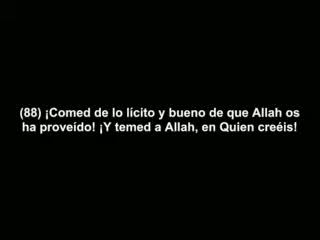 (88) ¡Comed de lo lícito y bueno de que Allah os
ha proveído! ¡Y temed a Allah, en Quien creéis!